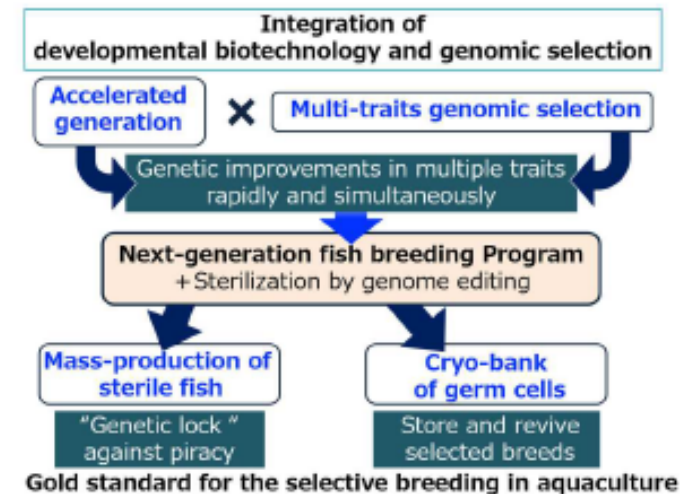 Integration of
developmental biotechnology and genomic selection
Accelerated
generation
×
Multi-traits genomic selection
Genetic improvements in multiple traits
rapidly and simultaneously
Next-generation fish breeding Program
+Sterilization by genome editing
Mass-production of
sterile fish
"Genetic lock"
against piracy
Cryo-bank
of germ cells
Store and revive
selected breeds
Gold standard for the selective breeding in aquaculture